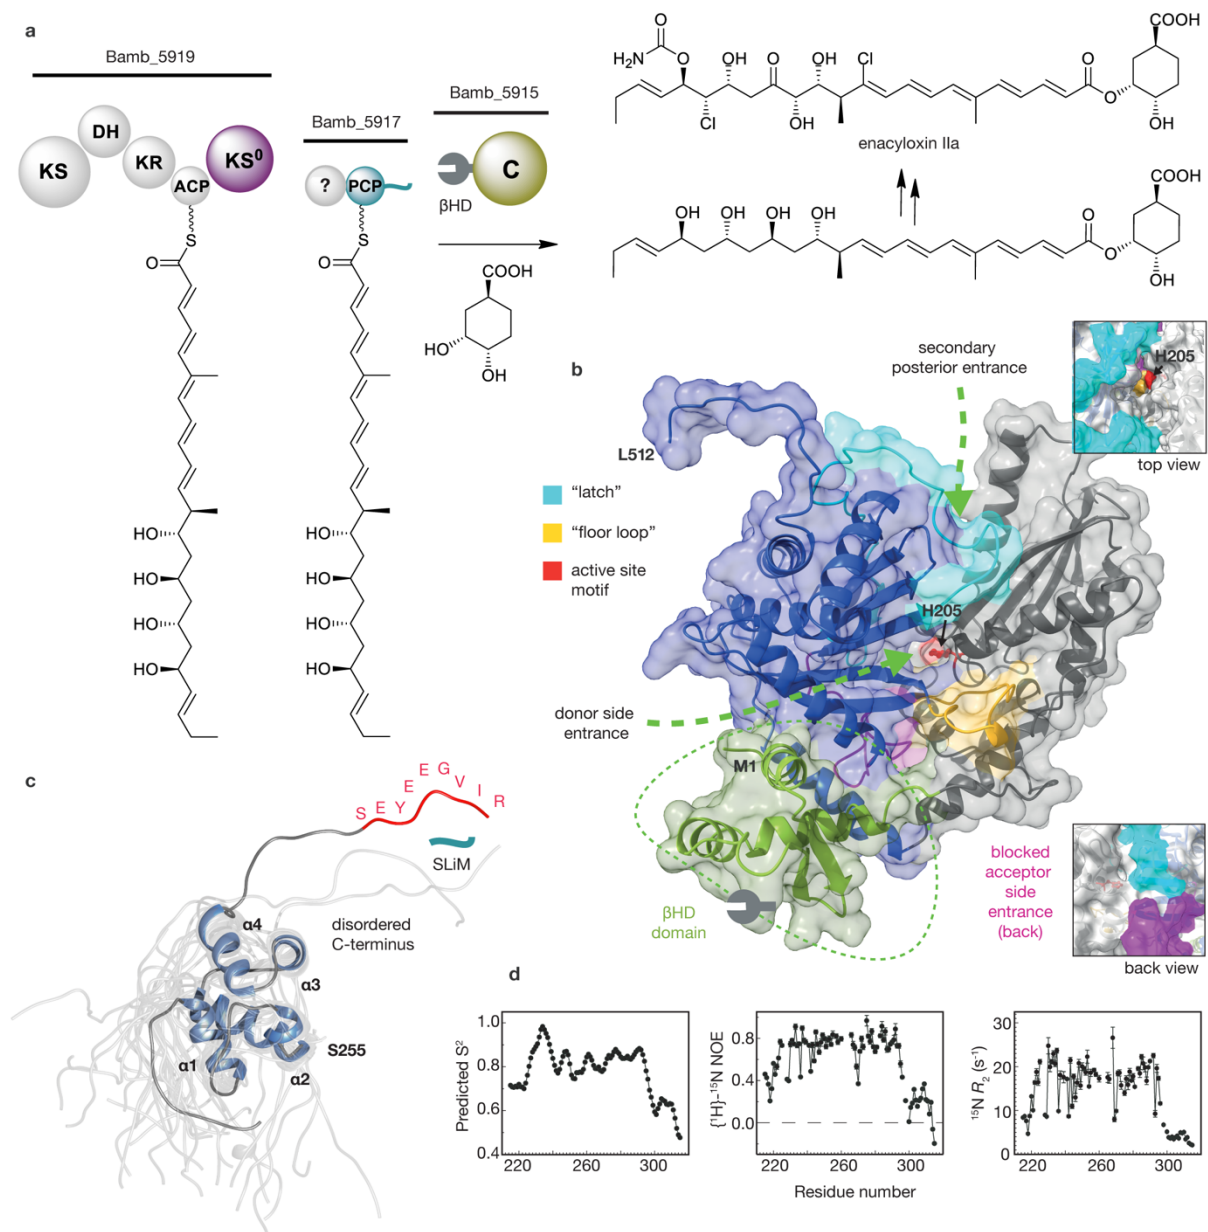 a
Bamb_5919
KS
DH
KR
ACP
KS⁰
S
O
HO
HO
HO
HO
Bamb_5917
?
PCP
S
O
HO
HO
HO
HO
Bamb_5915
C
βHD
COOH
HO
OH
O
H₂N
O
OH
O
OH
Cl
Cl
OH
O
O
COOH
OH
enacyloxin IIa
OH
OH
OH
OH
O
O
COOH
OH
b
secondary
posterior entrance
H205
top view
L512
“latch”
“floor loop”
active site
motif
H205
donor side
entrance
M1
βHD
domain
blocked
acceptor
side
entrance
(back)
back view
c
S E Y E E G V I R
SLiM
disordered
C-terminus
α4
α3
α1
α2
S255
d
Predicted S²
1.0
0.8
0.6
0.4
220 260 300
{¹H}-¹⁵N NOE
0.8
0.4
0.0
220 260 300
¹⁵N R₂ (s⁻¹)
30
20
10
0
220 260 300
Residue number